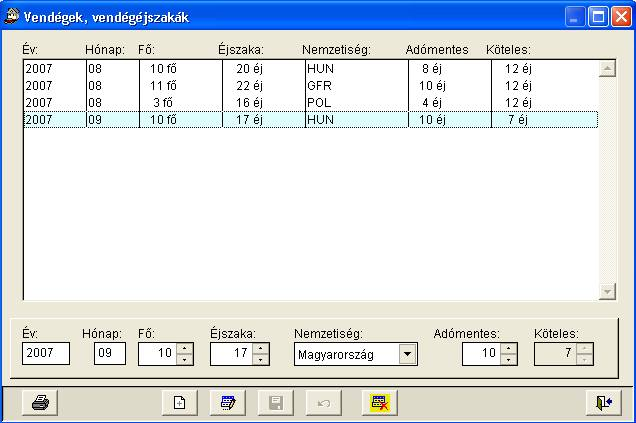 Vendégek, vendégéjszakák
Év: Hónap: Fő: Éjszaka: Nemzetiség: Adómentes Köteles:
2007 08 10 fő 20 éj HUN 8 éj 12 éj
2007 08 11 fő 22 éj GFR 10 éj 12 éj
2007 08 3 fő 16 éj POL 4 éj 12 éj
2007 09 10 fő 17 éj HUN 10 éj 7 éj
Év: Hónap: Fő: Éjszaka: Nemzetiség: Adómentes: Köteles:
2007 09 10 17 Magyarország 10 7